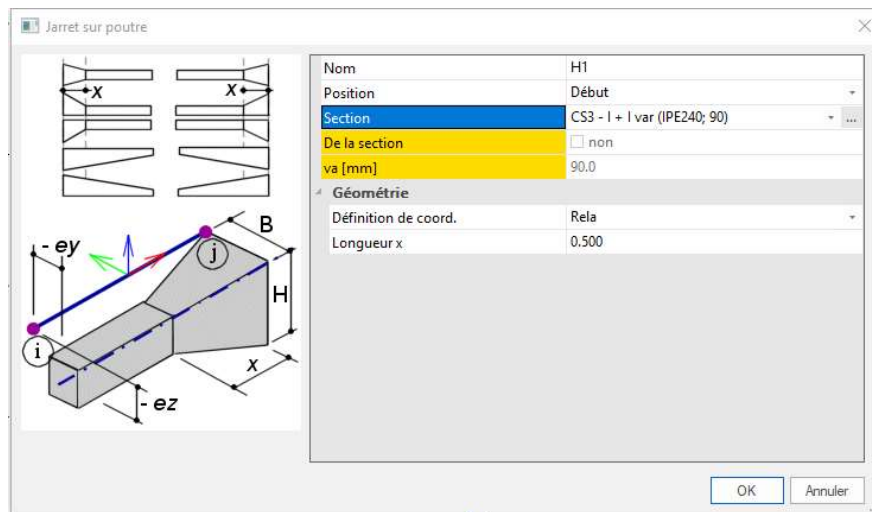 Jarret sur poutre
x x
- ey
B
j
H
i
x
- ez
Nom H1
Position Début
Section CS3 - I + I var (IPE240; 90) ...
De la section non
va [mm] 90.0
Géométrie
Définition de coord. Rela
Longueur x 0.500
OK Annuler